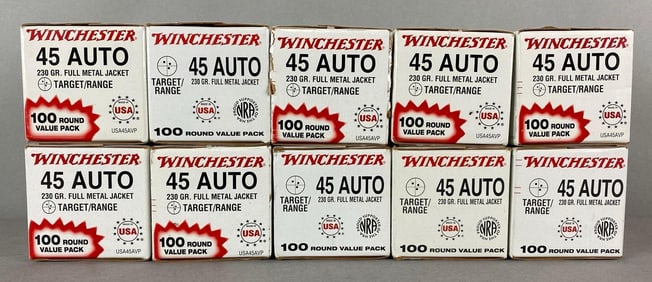 WINCHESTER
45 AUTO
230 GR. FULL METAL JACKET
TARGET/RANGE
USA
100 ROUND
VALUE PACK
USA45AVP
WINCHESTER
45 AUTO
230 GR. FULL METAL JACKET
TARGET/
RANGE
USA
NRA
100 ROUND VALUE PACK
WINCHESTER
45 AUTO
230 GR. FULL METAL JACKET
TARGET/RANGE
USA
100 ROUND
VALUE PACK
USA45AVP
WINCHESTER
45 AUTO
230 GR. FULL METAL JACKET
TARGET/RANGE
USA
100 ROUND
VALUE PACK
USA45AVP
WINCHESTER
45 AUTO
230 GR. FULL METAL JACKET
TARGET/RANGE
USA
100 ROUND
VALUE PACK
USA45AVP
WINCHESTER
45 AUTO
230 GR. FULL METAL JACKET
TARGET/RANGE
USA
100 ROUND
VALUE PACK
USA45AVP
WINCHESTER
45 AUTO
230 GR. FULL METAL JACKET
TARGET/RANGE
USA
100 ROUND
VALUE PACK
USA45AVP
WINCHESTER
45 AUTO
230 GR. FULL METAL JACKET
TARGET/
RANGE
USA
NRA
100 ROUND VALUE PACK
WINCHESTER
45 AUTO
230 GR. FULL METAL JACKET
TARGET/
RANGE
USA
NRA
100 ROUND VALUE PACK
WINCHESTER
45 AUTO
230 GR. FULL METAL JACKET
TARGET/
RANGE
USA
NRA
100 ROUND VALUE PACK